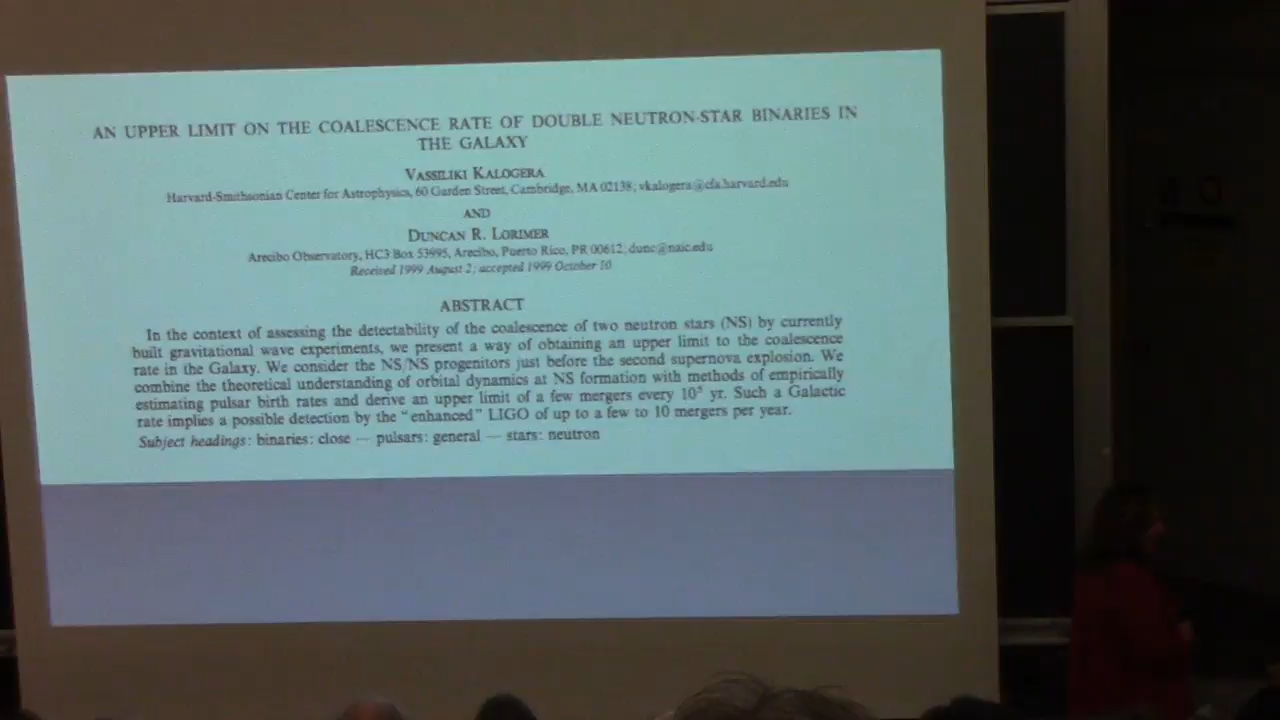 AN UPPER LIMIT ON THE COALESCENCE RATE OF DOUBLE NEUTRON-STAR BINARIES IN
THE GALAXY
VASSILIKI KALOGERA
Harvard-Smithsonian Center for Astrophysics, 60 Garden Street, Cambridge, MA 02138; vkalogera@cfa.harvard.edu
AND
DUNCAN R. LORIMER
Arecibo Observatory, HC3 Box 53995, Arecibo, Puerto Rico, PR 00612; dunc@naic.edu
Received 1999 August 2; accepted 1999 October 10
ABSTRACT
In the context of assessing the detectability of the coalescence of two neutron stars (NS) by currently
built gravitational wave experiments, we present a way of obtaining an upper limit to the coalescence
rate in the Galaxy. We consider the NS/NS progenitors just before the second supernova explosion. We
combine the theoretical understanding of orbital dynamics at NS formation with methods of empirically
estimating pulsar birth rates and derive an upper limit of a few mergers every 10⁵ yr. Such a Galactic
rate implies a possible detection by the “enhanced” LIGO of up to a few to 10 mergers per year.
Subject headings: binaries: close — pulsars: general — stars: neutron